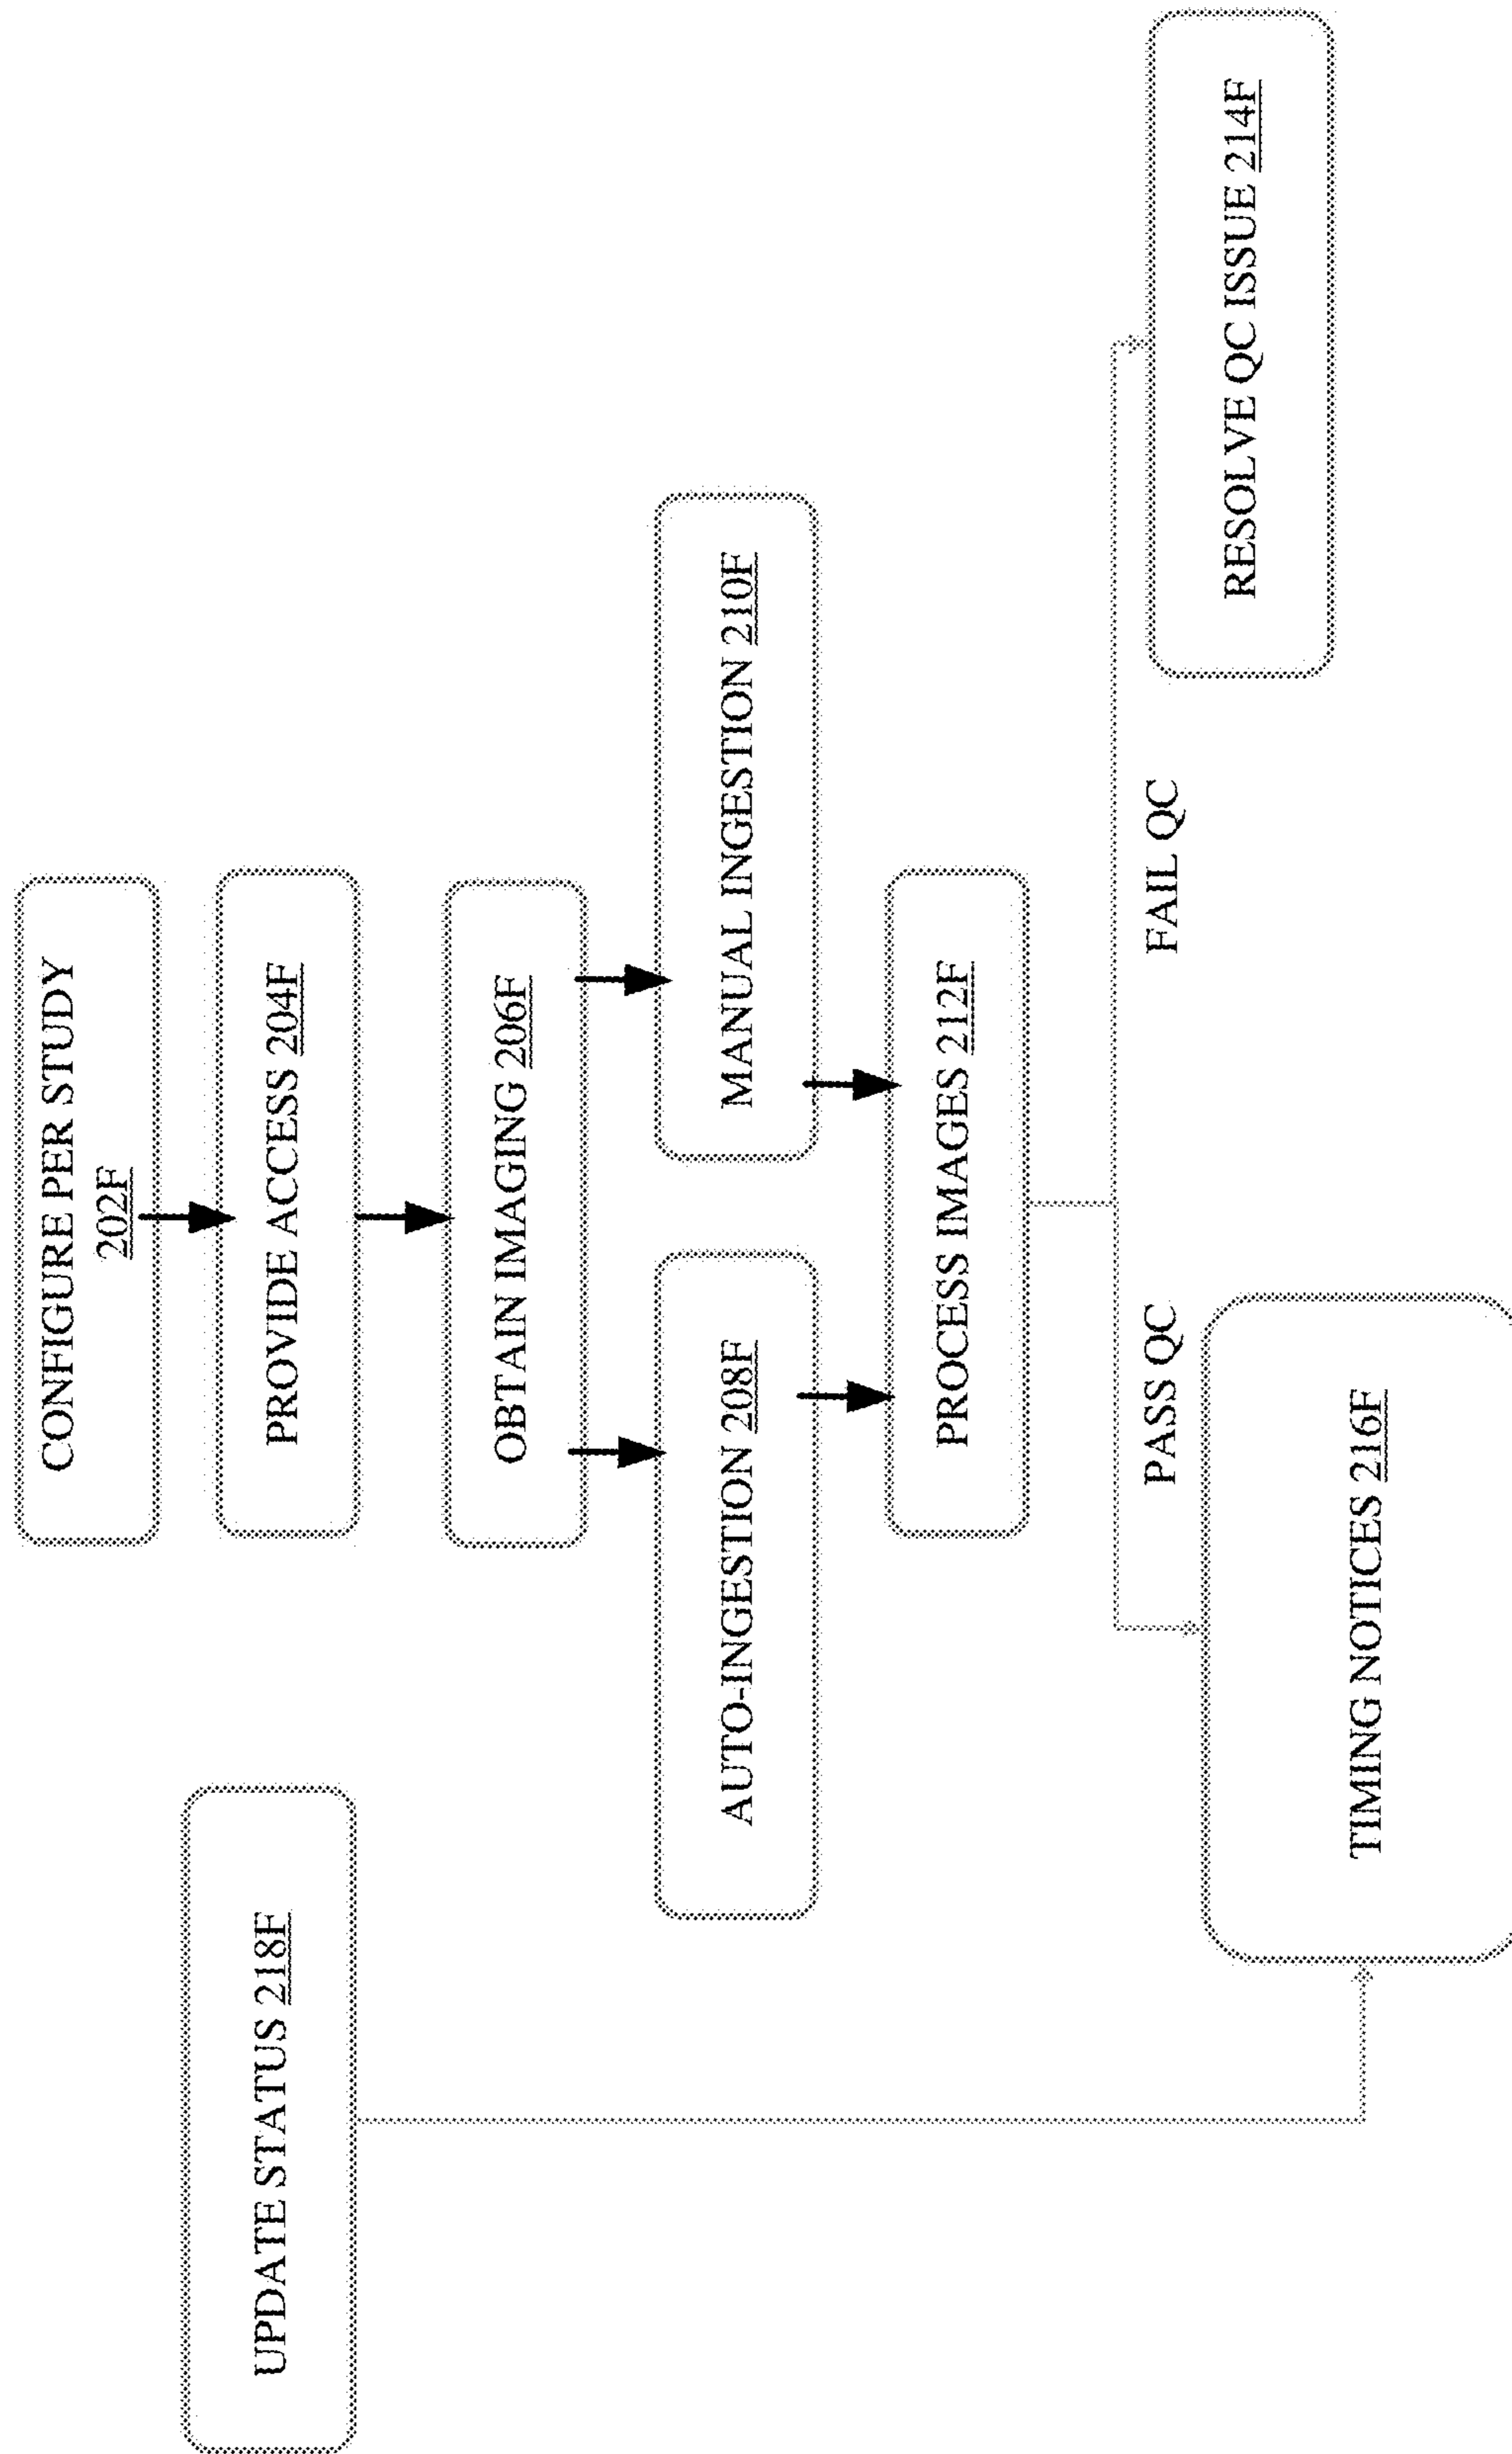 CONFIGURE PER STUDY
202F
UPDATE STATUS 218F
PROVIDE ACCESS 204F
OBTAIN IMAGING 206F
AUTO-INGESTION 208F
MANUAL INGESTION 210F
PROCESS IMAGES 212F
PASS QC
FAIL QC
TIMING NOTICES 216F
RESOLVE QC ISSUE 214F